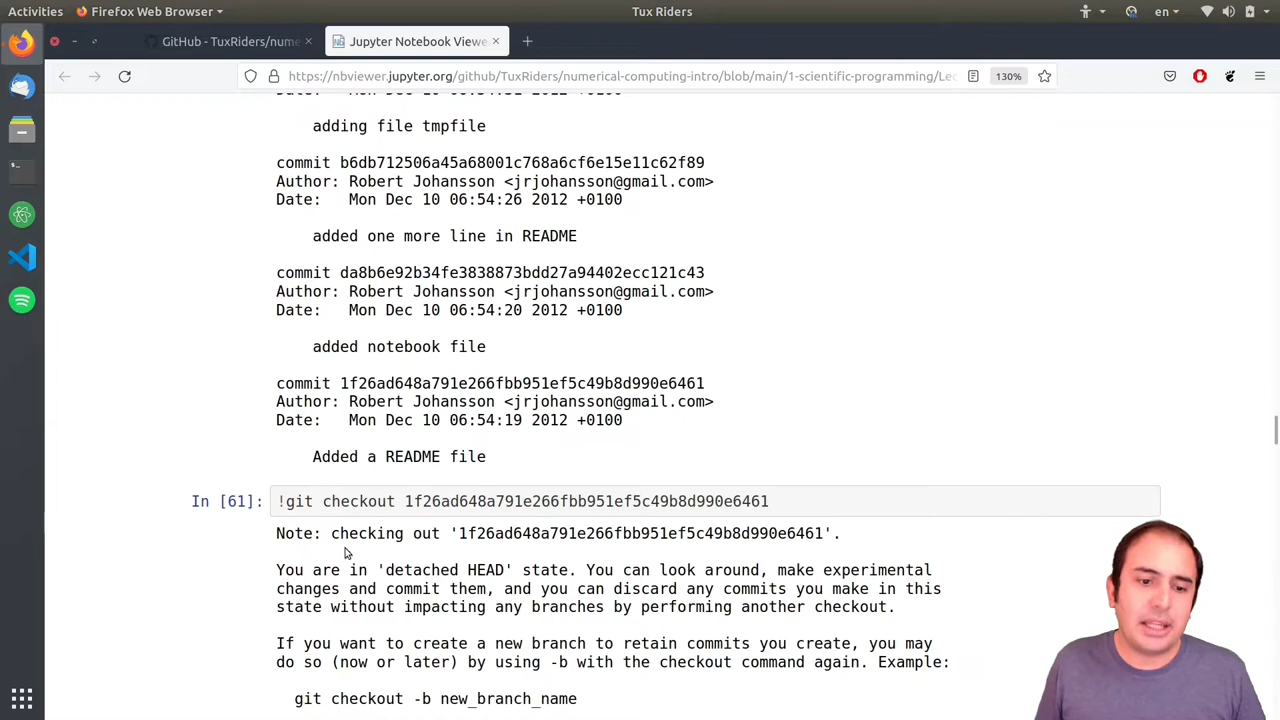 Activities
Firefox Web Browser
Tux Riders
en
GitHub - TuxRiders/nume
Jupyter Notebook Viewe
https://nbviewer.jupyter.org/github/TuxRiders/numerical-computing-intro/blob/main/1-scientific-programming/Lec
130%
adding file tmpfile
commit b6db712506a45a68001c768a6cf6e15e11c62f89
Author: Robert Johansson <jrjohansson@gmail.com>
Date: Mon Dec 10 06:54:26 2012 +0100
added one more line in README
commit da8b6e92b34fe3838873bdd27a94402ecc121c43
Author: Robert Johansson <jrjohansson@gmail.com>
Date: Mon Dec 10 06:54:20 2012 +0100
added notebook file
commit 1f26ad648a791e266fbb951ef5c49b8d990e6461
Author: Robert Johansson <jrjohansson@gmail.com>
Date: Mon Dec 10 06:54:19 2012 +0100
Added a README file
In [61]: !git checkout 1f26ad648a791e266fbb951ef5c49b8d990e6461
Note: checking out '1f26ad648a791e266fbb951ef5c49b8d990e6461'.
You are in 'detached HEAD' state. You can look around, make experimental
changes and commit them, and you can discard any commits you make in this
state without impacting any branches by performing another checkout.
If you want to create a new branch to retain commits you create, you may
do so (now or later) by using -b with the checkout command again. Example:
git checkout -b new_branch_name